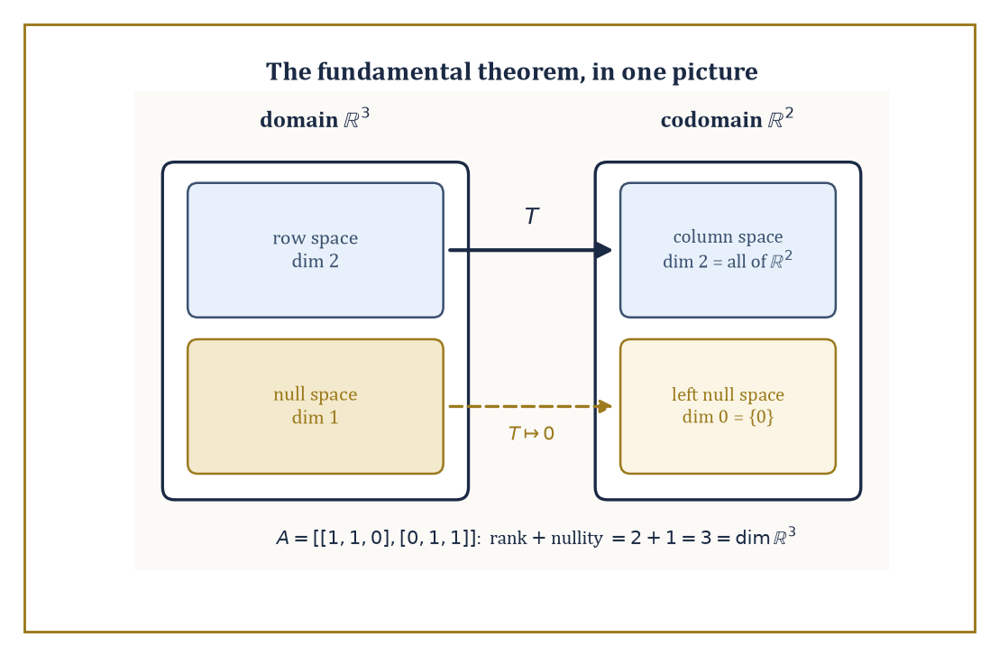 The fundamental theorem, in one picture
domain ℝ³
codomain ℝ²
T
row space
dim 2
column space
dim 2 = all of ℝ²
null space
dim 1
left null space
dim 0 = {0}
T ↦ 0
A = [[1, 1, 0], [0, 1, 1]]: rank + nullity = 2 + 1 = 3 = dim ℝ³